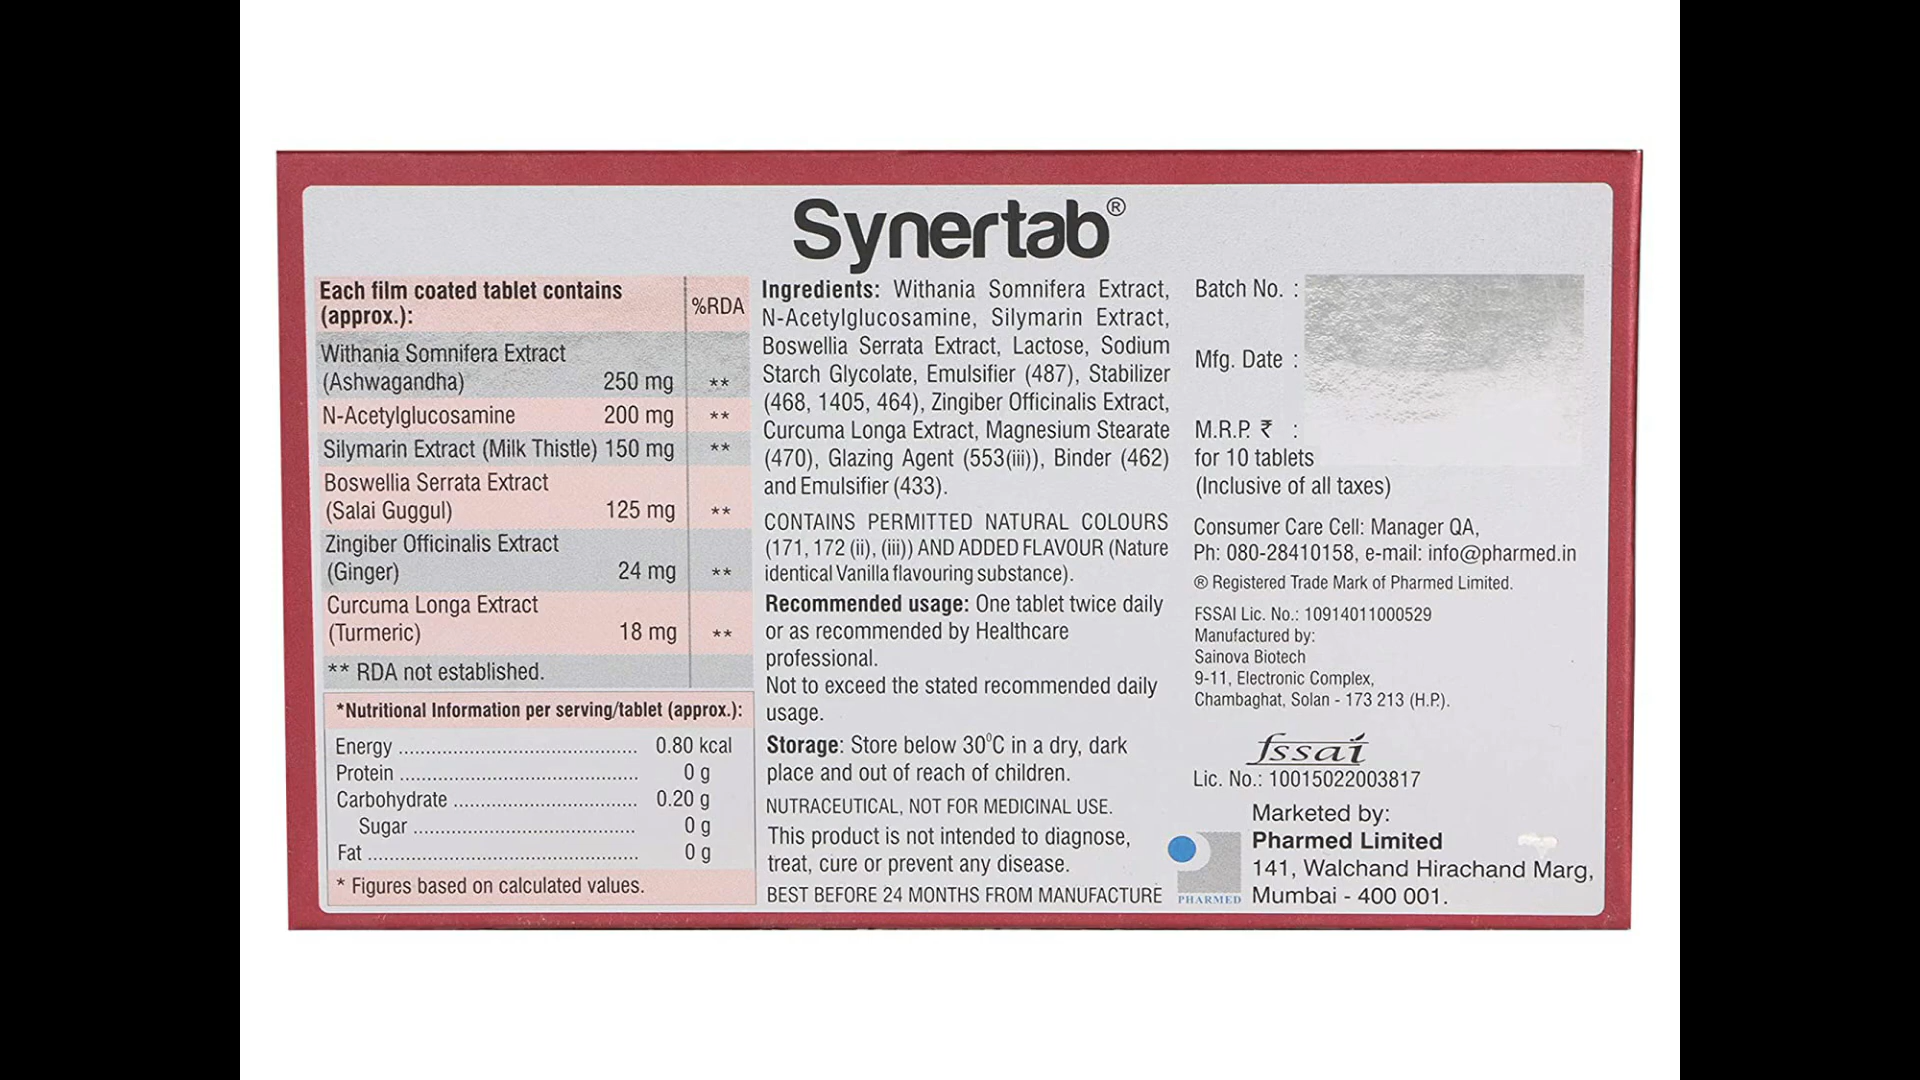 Synertab®
Each film coated tablet contains
(approx.):
%RDA
Withania Somnifera Extract
(Ashwagandha) 250 mg **
N-Acetylglucosamine 200 mg **
Silymarin Extract (Milk Thistle) 150 mg **
Boswellia Serrata Extract
(Salai Guggul) 125 mg **
Zingiber Officinalis Extract
(Ginger) 24 mg **
Curcuma Longa Extract
(Turmeric) 18 mg **
** RDA not established.
*Nutritional Information per serving/tablet (approx.):
Energy ............................................ 0.80 kcal
Protein ............................................ 0 g
Carbohydrate .................................. 0.20 g
Sugar ......................................... 0 g
Fat .................................................. 0 g
* Figures based on calculated values.
Ingredients: Withania Somnifera Extract,
N-Acetylglucosamine, Silymarin Extract,
Boswellia Serrata Extract, Lactose, Sodium
Starch Glycolate, Emulsifier (487), Stabilizer
(468, 1405, 464), Zingiber Officinalis Extract,
Curcuma Longa Extract, Magnesium Stearate
(470), Glazing Agent (553(iii)), Binder (462)
and Emulsifier (433).
CONTAINS PERMITTED NATURAL COLOURS
(171, 172 (ii), (iii)) AND ADDED FLAVOUR (Nature
identical Vanilla flavouring substance).
Recommended usage: One tablet twice daily
or as recommended by Healthcare
professional.
Not to exceed the stated recommended daily
usage.
Storage: Store below 30°C in a dry, dark
place and out of reach of children.
NUTRACEUTICAL, NOT FOR MEDICINAL USE.
This product is not intended to diagnose,
treat, cure or prevent any disease.
BEST BEFORE 24 MONTHS FROM MANUFACTURE
Batch No. :
Mfg. Date :
M.R.P. ₹ :
for 10 tablets
(Inclusive of all taxes)
Consumer Care Cell: Manager QA,
Ph: 080-28410158, e-mail: info@pharmed.in
® Registered Trade Mark of Pharmed Limited.
FSSAI Lic. No.: 10914011000529
Manufactured by:
Sainova Biotech
9-11, Electronic Complex,
Chambaghat, Solan - 173 213 (H.P.).
fssai
Lic. No.: 10015022003817
Marketed by:
Pharmed Limited
141, Walchand Hirachand Marg,
Mumbai - 400 001.
PHARMED